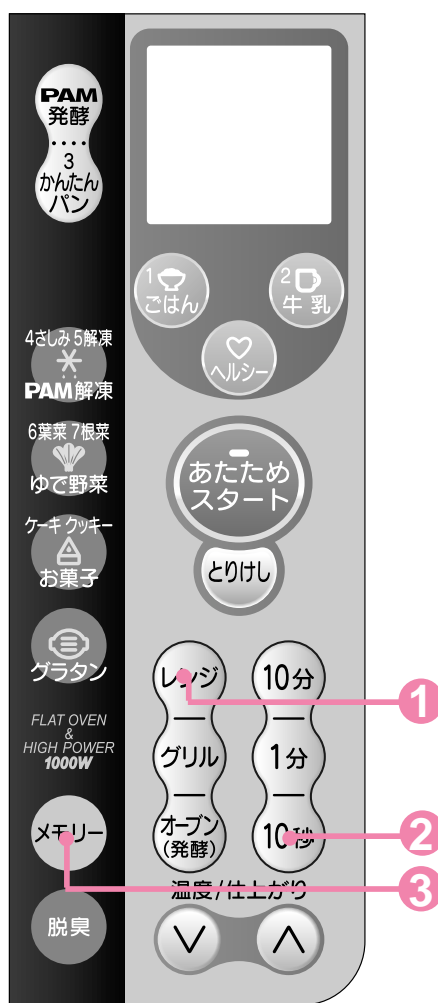 PAM
発酵
3
かんたん
パン
1
ごはん
2
牛乳
ヘルシー
4さしみ 5解凍
PAM解凍
6葉菜 7根菜
ゆで野菜
ケーキ クッキー
お菓子
グラタン
あたため
スタート
とりけし
レンジ
10分
1
グリル
1分
FLAT OVEN
&
HIGH POWER
1000W
オーブン
(発酵)
10秒
2
メモリー
3
温度/仕上がり
脱臭